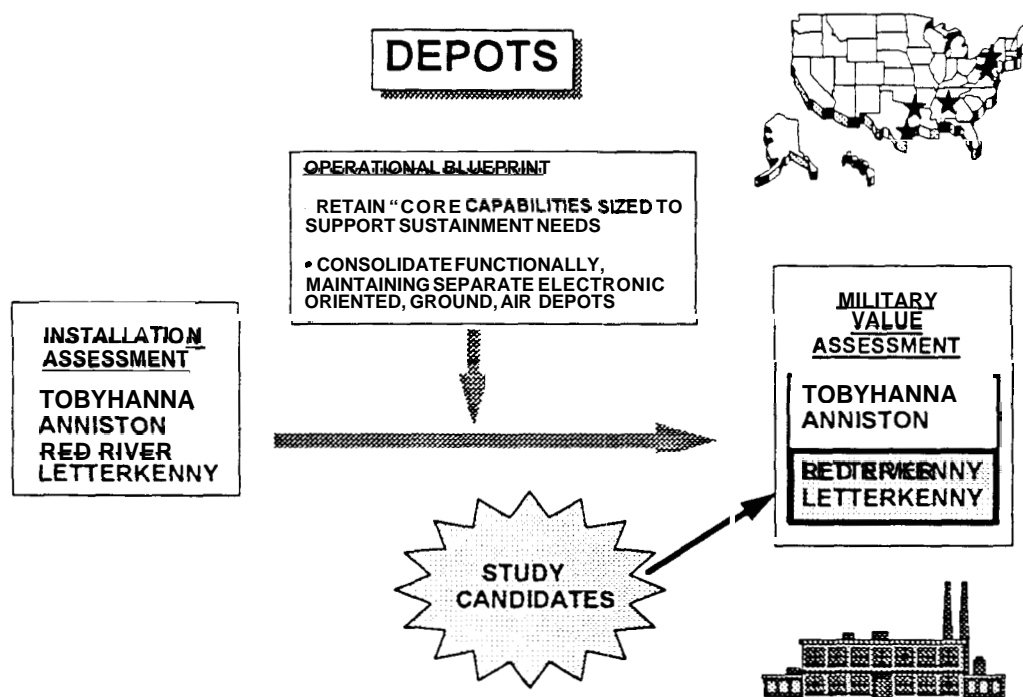 DEPOTS
OPERATIONAL BLUEPRINT
RETAIN “CORE CAPABILITIES SIZED TO
SUPPORT SUSTAINMENT NEEDS
• CONSOLIDATE FUNCTIONALLY,
MAINTAINING SEPARATE ELECTRONIC
ORIENTED, GROUND, AIR DEPOTS
INSTALLATION
ASSESSMENT
TOBYHANNA
ANNISTON
RED RIVER
LETTERKENNY
MILITARY
VALUE
ASSESSMENT
TOBYHANNA
ANNISTON
LETTERKENNY
STUDY
CANDIDATES